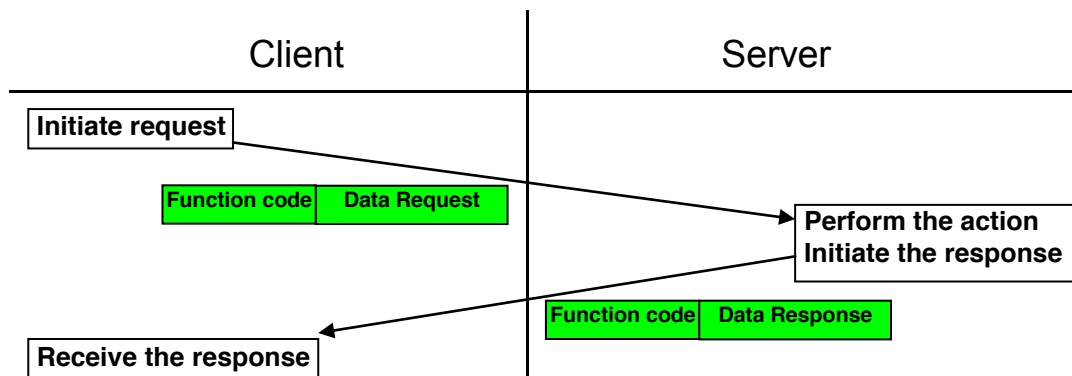 Client
Server
Initiate request
Function code Data Request
Perform the action
Initiate the response
Function code Data Response
Receive the response